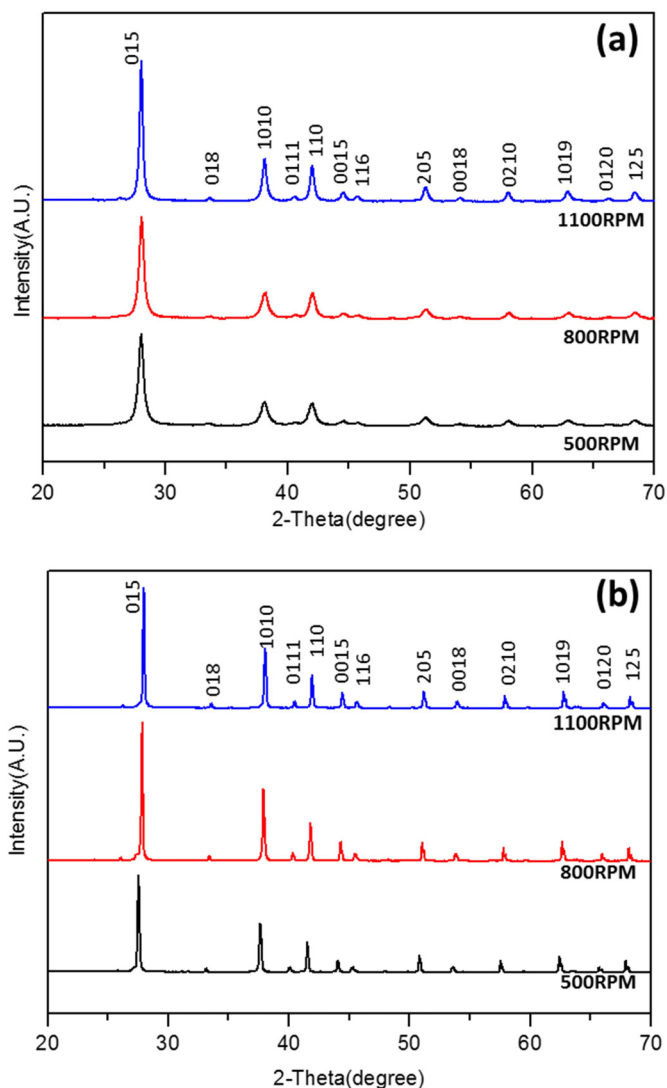 (a)
015
018
1010
0111
110
0015
116
205
0018
0210
1019
0120
125
1100RPM
800RPM
500RPM
Intensity(A.U.)
20 30 40 50 60 70
2-Theta(degree)
(b)
015
018
1010
0111
110
0015
116
205
0018
0210
1019
0120
125
1100RPM
800RPM
500RPM
Intensity(A.U.)
20 30 40 50 60 70
2-Theta(degree)